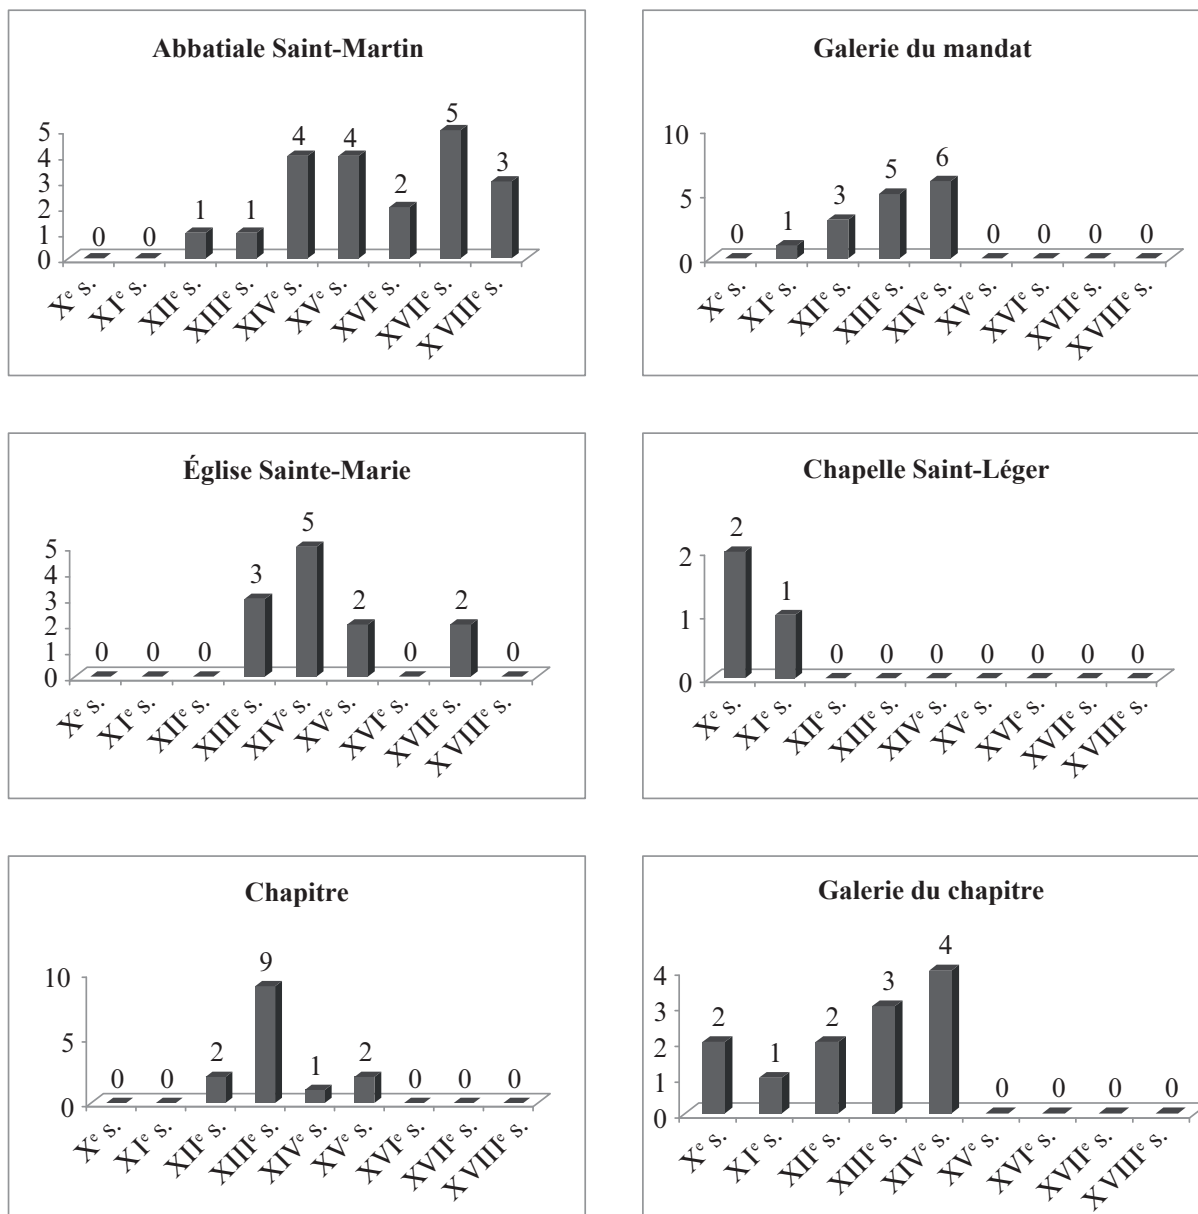 Abbatiale Saint-Martin
5
4
3
2
1
0
0
0
1
1
4
4
2
5
3
Xe s.
XIe s.
XIIe s.
XIIIe s.
XIVe s.
XVe s.
XVIe s.
XVIIe s.
XVIIIe s.
Galerie du mandat
10
5
0
0
1
3
5
6
0
0
0
0
Xe s.
XIe s.
XIIe s.
XIIIe s.
XIVe s.
XVe s.
XVIe s.
XVIIe s.
XVIIIe s.
Église Sainte-Marie
5
4
3
2
1
0
0
0
0
3
5
2
0
2
0
Xe s.
XIe s.
XIIe s.
XIIIe s.
XIVe s.
XVe s.
XVIe s.
XVIIe s.
XVIIIe s.
Chapelle Saint-Léger
2
1
0
2
1
0
0
0
0
0
0
0
Xe s.
XIe s.
XIIe s.
XIIIe s.
XIVe s.
XVe s.
XVIe s.
XVIIe s.
XVIIIe s.
Chapitre
10
5
0
0
0
2
9
1
2
0
0
0
Xe s.
XIe s.
XIIe s.
XIIIe s.
XIVe s.
XVe s.
XVIe s.
XVIIe s.
XVIIIe s.
Galerie du chapitre
4
3
2
1
0
2
1
2
3
4
0
0
0
0
Xe s.
XIe s.
XIIe s.
XIIIe s.
XIVe s.
XVe s.
XVIe s.
XVIIe s.
XVIIIe s.